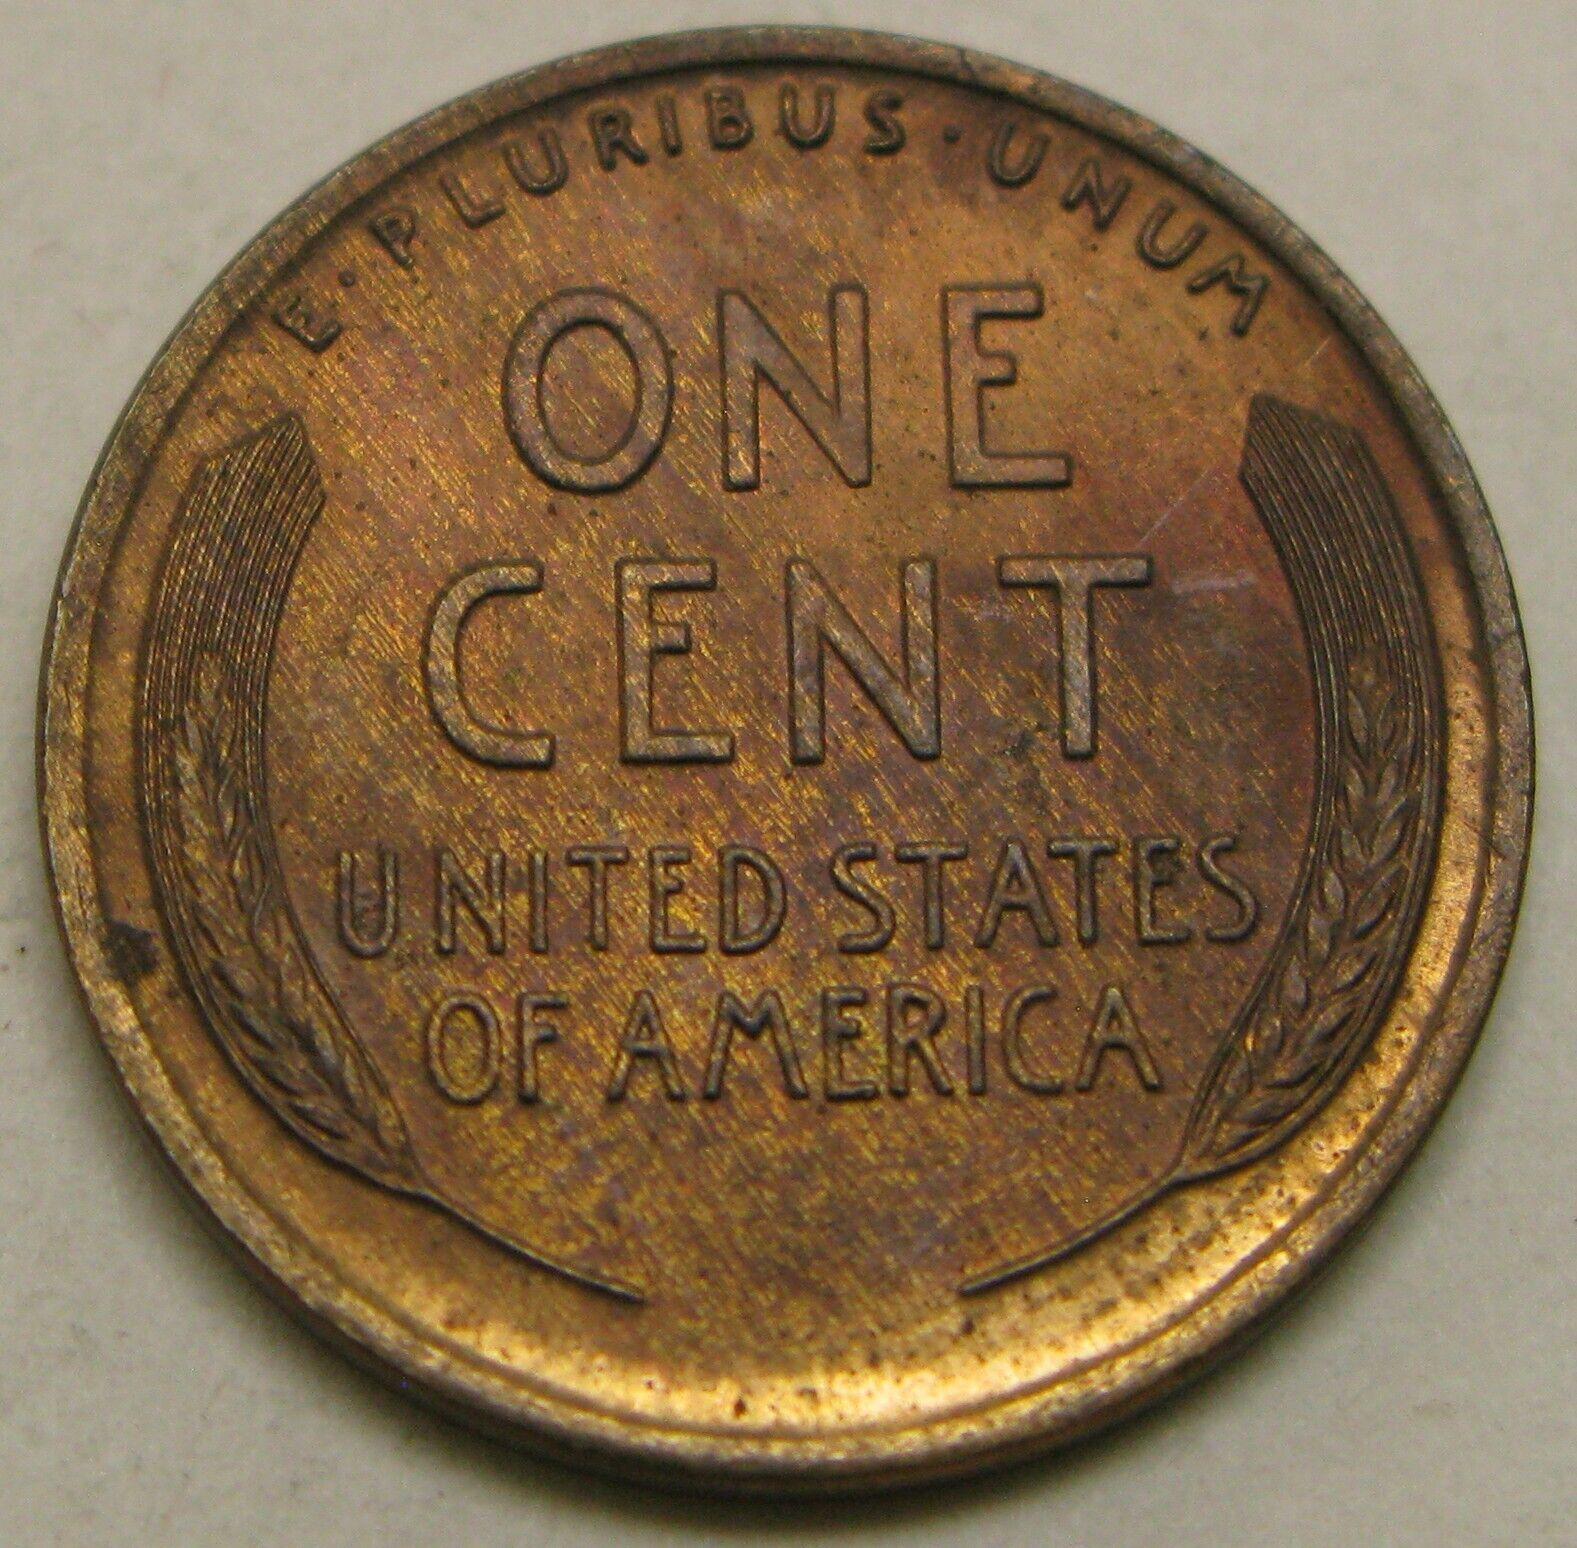 E·PLURIBUS·UNUM
ONE
CENT
UNITED STATES
OF AMERICA